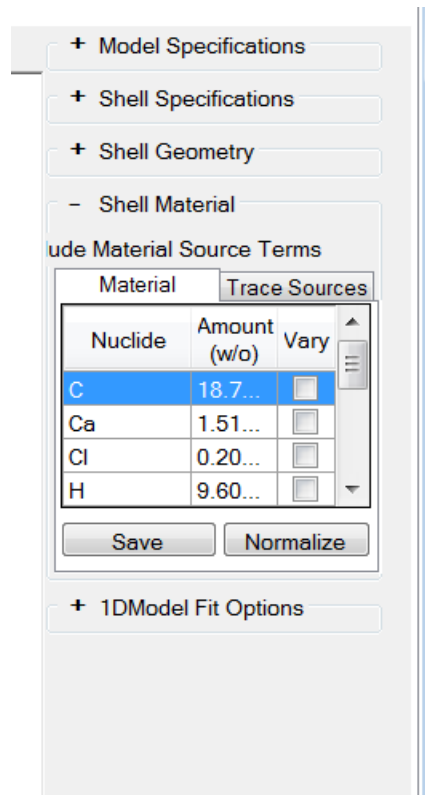 + Model Specifications
+ Shell Specifications
+ Shell Geometry
- Shell Material
ude Material Source Terms
Material Trace Sources
Nuclide Amount (w/o) Vary
C 18.7...
Ca 1.51...
Cl 0.20...
H 9.60...
Save Normalize
+ 1DModel Fit Options